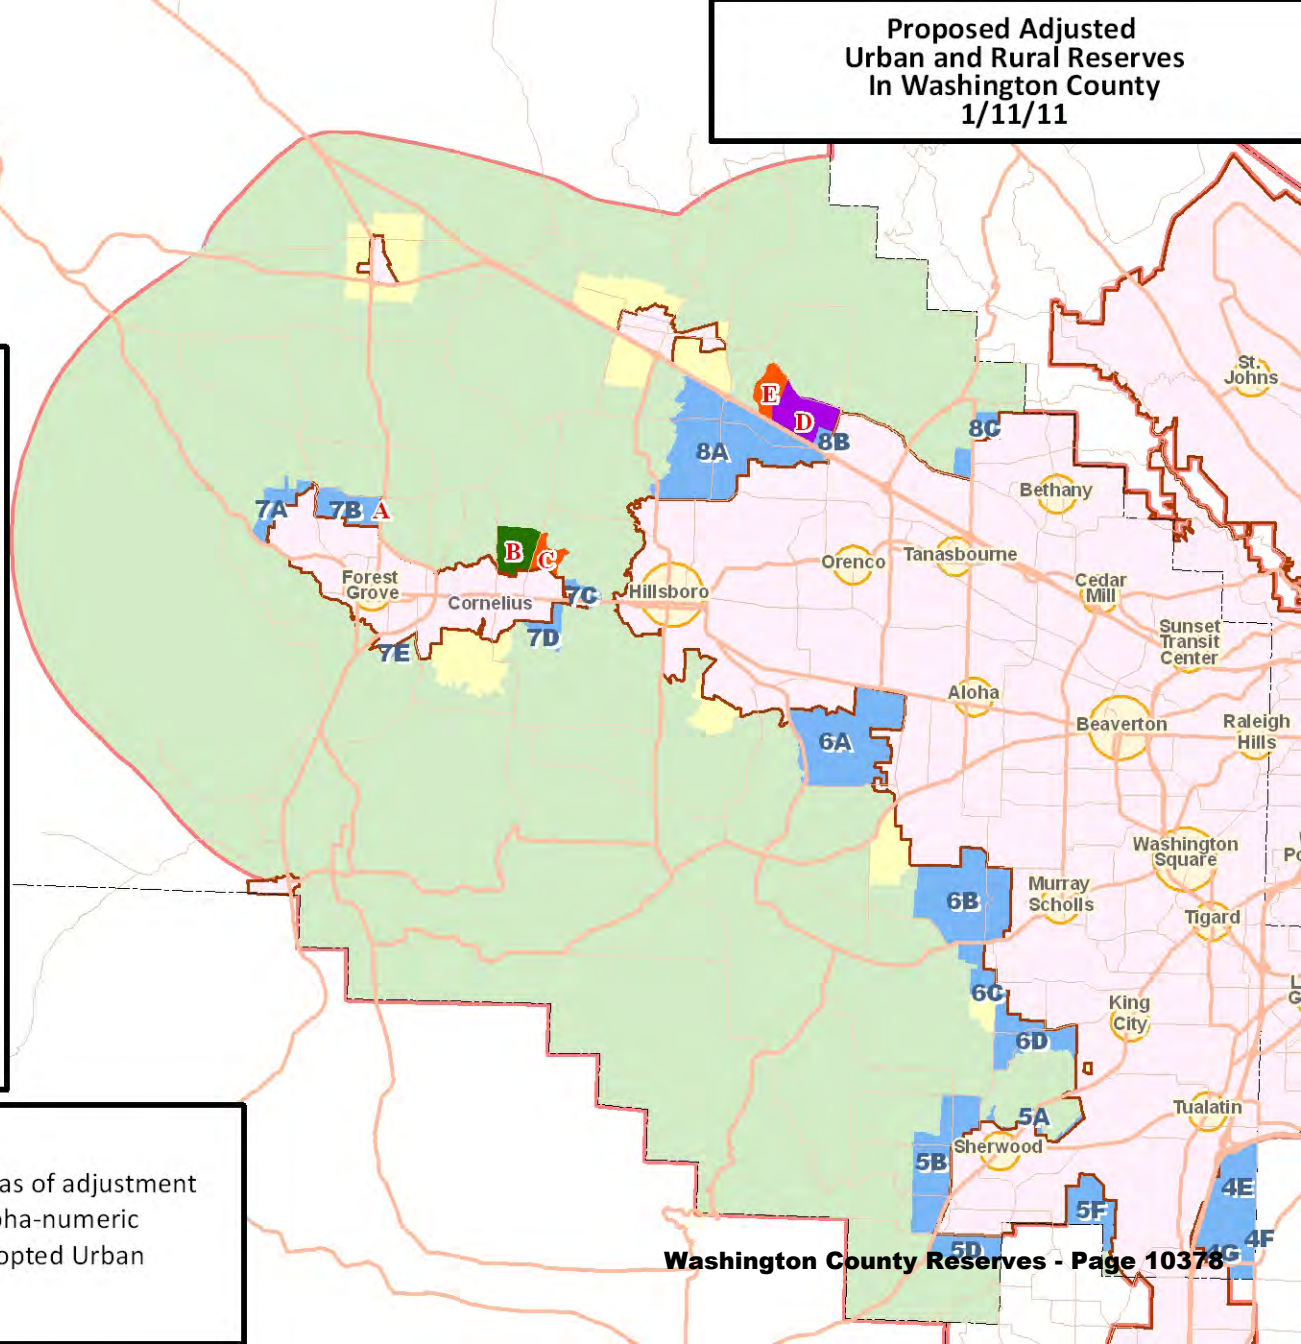 Proposed Adjusted
Urban and Rural Reserves
In Washington County
1/11/11
St.
Johns
E
D
8A
8B
8C
Bethany
7A
7B
A
B
C
Orenco
Tanasbourne
Forest
Grove
Cornelius
7C
Hillsboro
Cedar
Mill
7D
7E
Sunset
Transit
Center
Aloha
6A
Beaverton
Raleigh
Hills
Washington
Square
6B
Murray
Scholls
Tigard
6C
King
City
6D
5A
Tualatin
Sherwood
5B
4E
5F
4F
5D
4G
as of adjustment
pha-numeric
opted Urban
Washington County Reserves - Page 10378